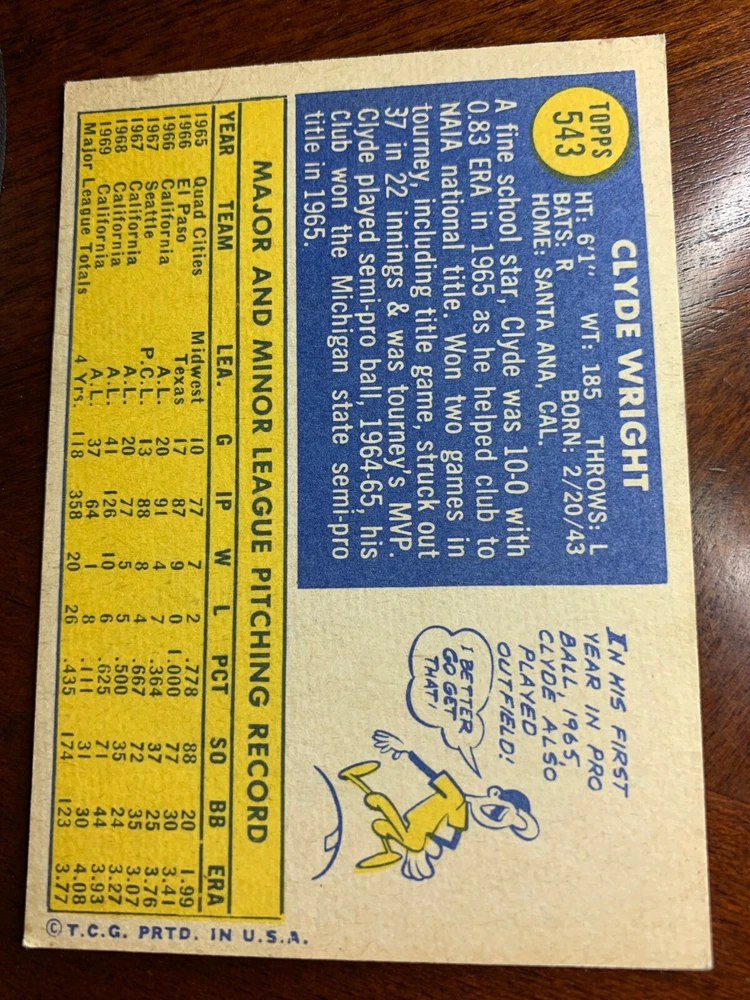 TOPPS
543
CLYDE WRIGHT
HT: 6'1" WT: 185 THROWS: L
BATS: R BORN: 2/20/43
HOME: SANTA ANA, CAL.
A fine school star, Clyde was 10-0 with
0.83 ERA in 1965 as he helped club to
NAIA national title. Won two games in
tourney, including title game, struck out
37 in 22 innings & was tourney's MVP.
Clyde played semi-pro ball, 1964-65, his
Club won the Michigan state semi-pro
title in 1965.
IN HIS FIRST
YEAR IN PRO
BALL, 1965,
CLYDE ALSO
PLAYED
OUTFIELD!
I BETTER
GO GET
THAT!
MAJOR AND MINOR LEAGUE PITCHING RECORD
YEAR TEAM LEA. G IP W L PCT SO BB ERA
1965 Quad Cities Midwest 10 77 7 2 .778 88 20 1.99
1966 El Paso Texas 17 87 9 0 1.000 77 30 3.41
1966 California A.L. 20 91 4 7 .364 37 25 3.76
1967 Seattle P.C.L. 13 88 8 4 .667 72 35 3.07
1967 California A.L. 20 77 5 5 .500 35 24 3.27
1968 California A.L. 41 126 10 6 .625 71 44 3.93
1969 California A.L. 37 64 1 8 .111 31 30 4.08
Major League Totals 4 Yrs. 118 358 20 26 .435 174 123 3.77
© T.C.G. PRTD. IN U.S.A.